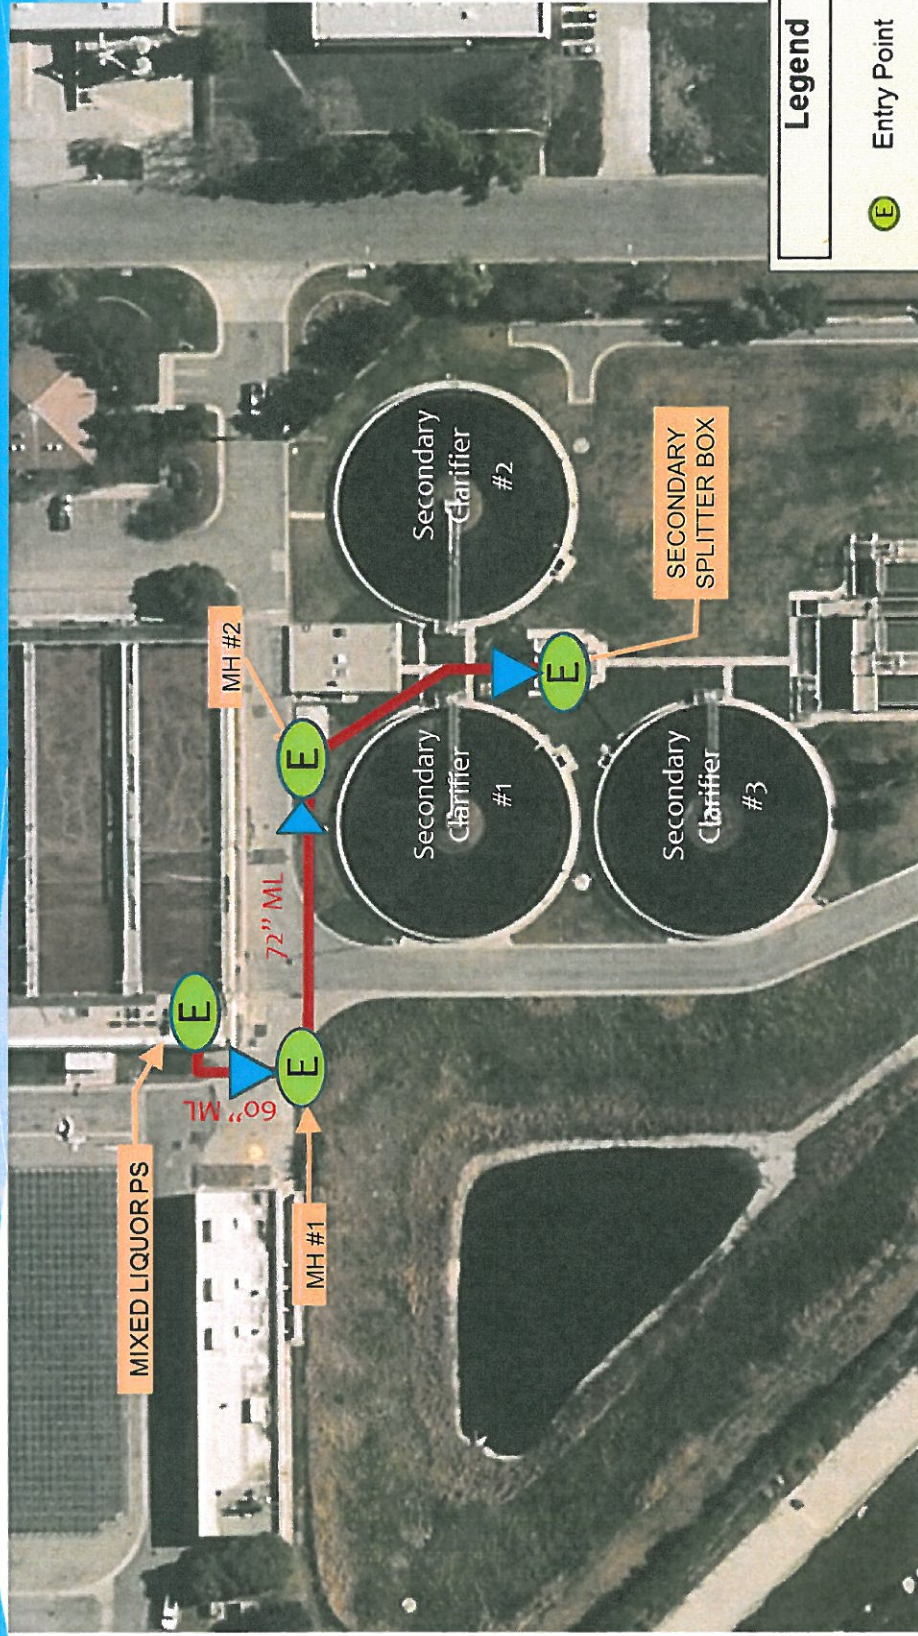 Legend
E
Entry Point
MIXED LIQUOR PS
E
60" ML
E
MH #1
72" ML
MH #2
E
Secondary
Clarifier
#1
Secondary
Clarifier
#2
E
SECONDARY
SPLITTER BOX
Secondary
Clarifier
#3